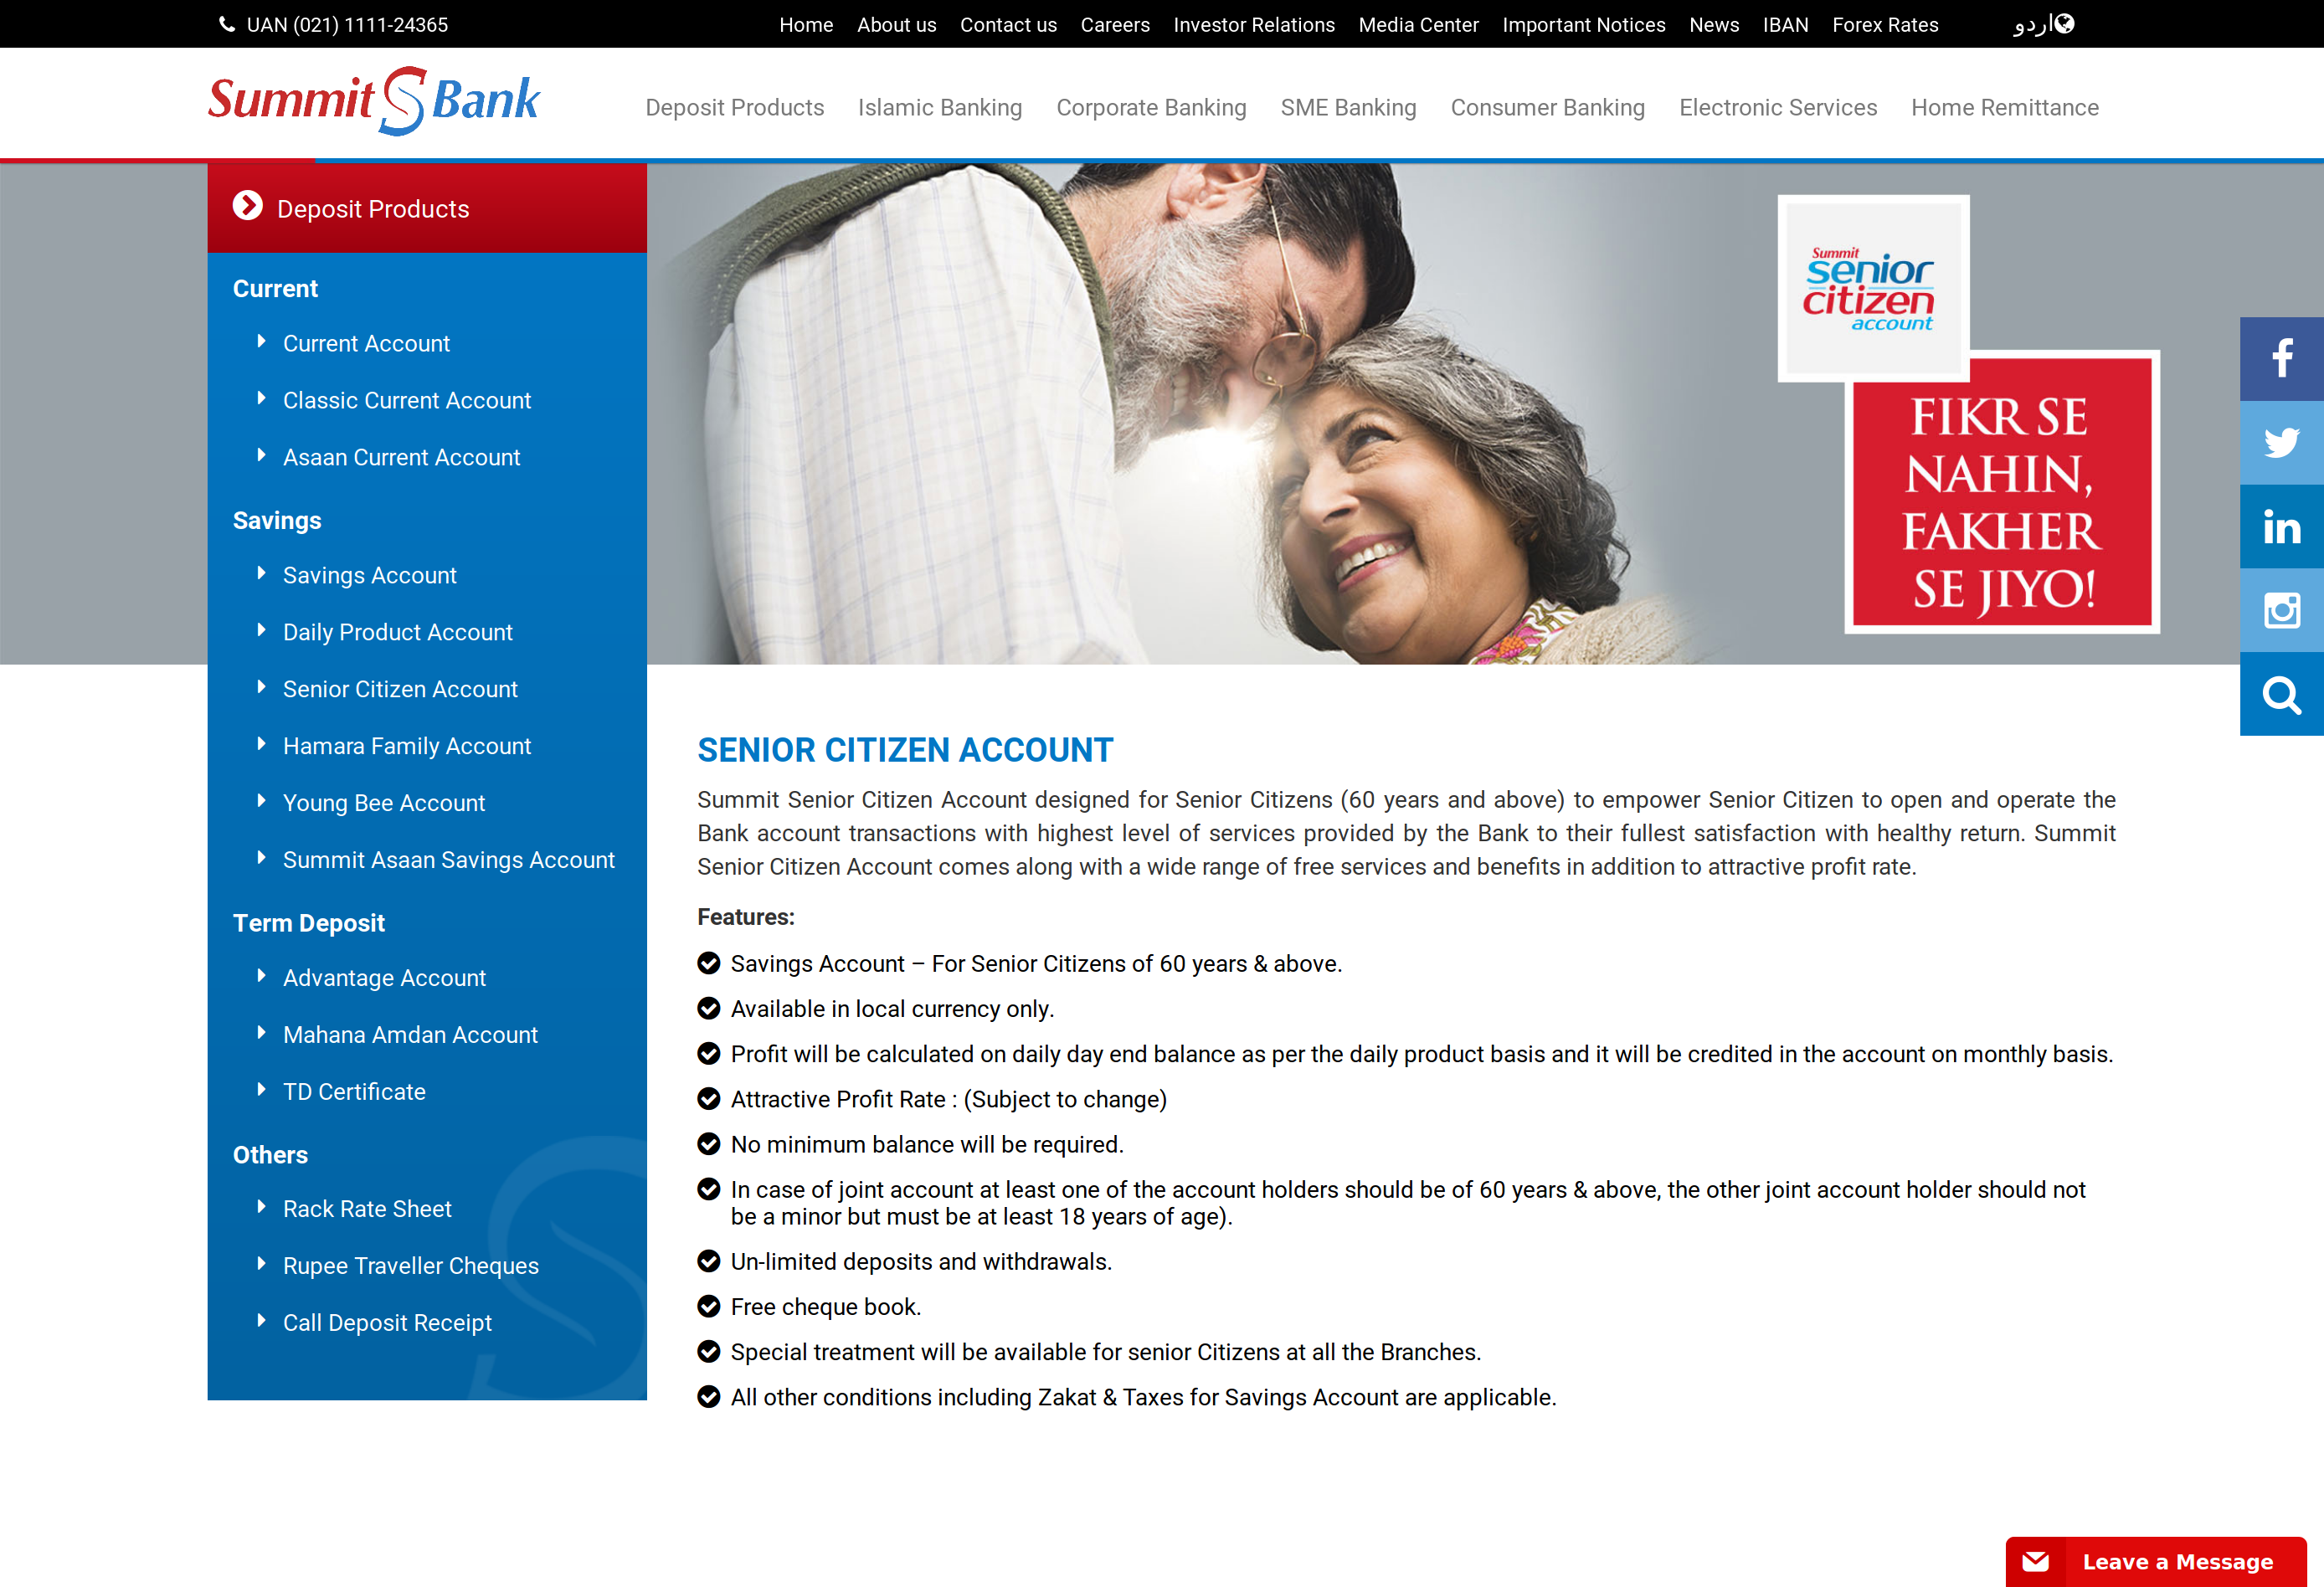 UAN (021) 1111-24365
Home About us Contact us Careers Investor Relations Media Center Important Notices News IBAN Forex Rates اردو
Summit S Bank
Deposit Products Islamic Banking Corporate Banking SME Banking Consumer Banking Electronic Services Home Remittance
Deposit Products
Current
Current Account
Classic Current Account
Asaan Current Account
Savings
Savings Account
Daily Product Account
Senior Citizen Account
Hamara Family Account
Young Bee Account
Summit Asaan Savings Account
Term Deposit
Advantage Account
Mahana Amdan Account
TD Certificate
Others
Rack Rate Sheet
Rupee Traveller Cheques
Call Deposit Receipt
Summit
senior
citizen
account
FIKR SE
NAHIN,
FAKHER
SE JIYO!
SENIOR CITIZEN ACCOUNT
Summit Senior Citizen Account designed for Senior Citizens (60 years and above) to empower Senior Citizen to open and operate the
Bank account transactions with highest level of services provided by the Bank to their fullest satisfaction with healthy return. Summit
Senior Citizen Account comes along with a wide range of free services and benefits in addition to attractive profit rate.
Features:
Savings Account – For Senior Citizens of 60 years & above.
Available in local currency only.
Profit will be calculated on daily day end balance as per the daily product basis and it will be credited in the account on monthly basis.
Attractive Profit Rate : (Subject to change)
No minimum balance will be required.
In case of joint account at least one of the account holders should be of 60 years & above, the other joint account holder should not
be a minor but must be at least 18 years of age).
Un-limited deposits and withdrawals.
Free cheque book.
Special treatment will be available for senior Citizens at all the Branches.
All other conditions including Zakat & Taxes for Savings Account are applicable.
Leave a Message